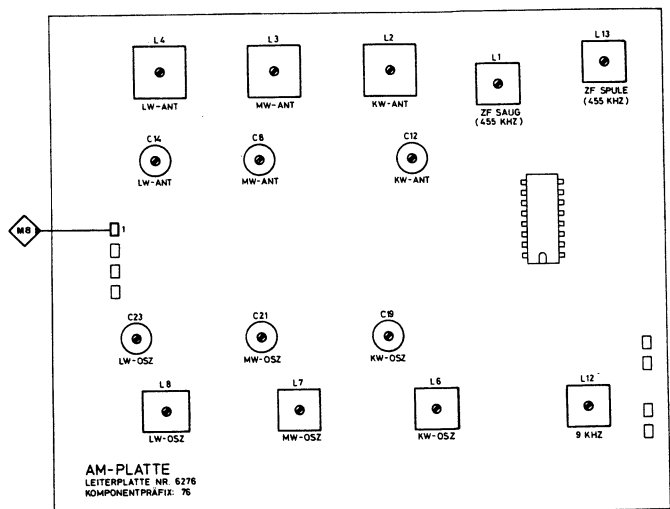 L4
L3
L2
L1
L13
LW-ANT
MW-ANT
KW-ANT
ZF SAUG
(455 KHZ)
ZF SPULE
(455 KHZ)
C14
C8
C12
LW-ANT
MW-ANT
KW-ANT
M8
1
C23
C21
C19
LW-OSZ
MW-OSZ
KW-OSZ
L8
L7
L6
L12
LW-OSZ
MW-OSZ
KW-OSZ
9 KHZ
AM-PLATTE
LEITERPLATTE NR. 6276
KOMPONENTPRÄFIX: 76